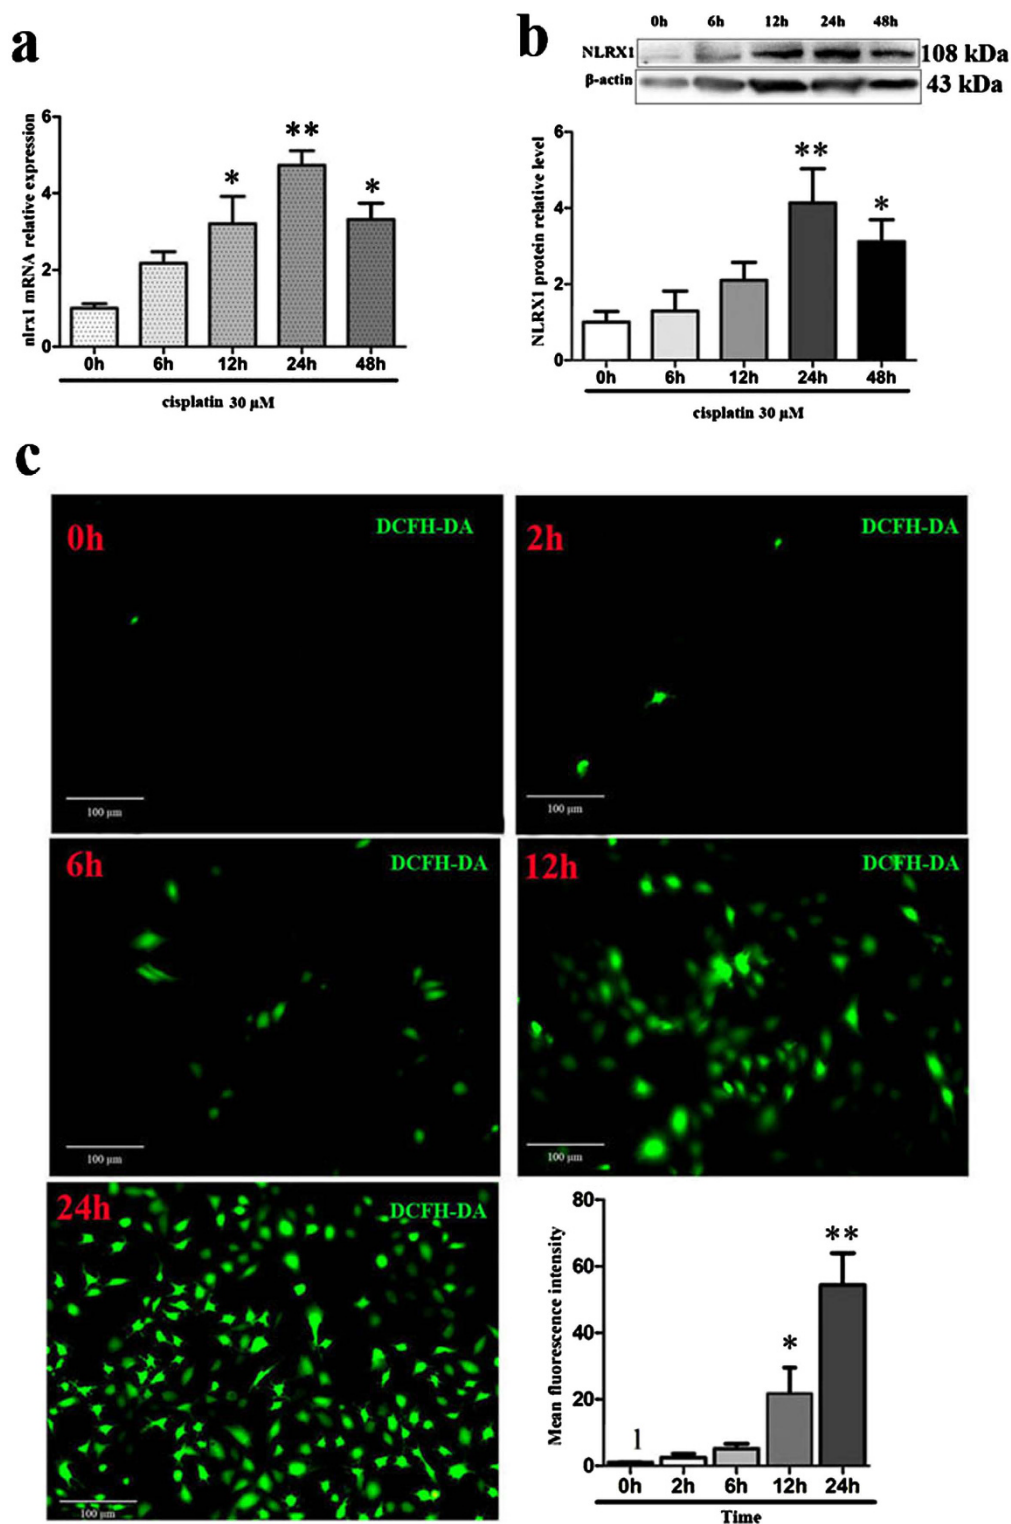 a
nlrx1 mRNA relative expression
6
4
2
0
*
**
*
0h 6h 12h 24h 48h
cisplatin 30 µM
b
0h 6h 12h 24h 48h
NLRX1 108 kDa
β-actin 43 kDa
NLRX1 protein relative level
6
4
2
0
**
*
0h 6h 12h 24h 48h
cisplatin 30 µM
c
0h DCFH-DA
100 µm
2h DCFH-DA
100 µm
6h DCFH-DA
100 µm
12h DCFH-DA
100 µm
24h DCFH-DA
100 µm
Mean fluorescence intensity
80
60
40
20
0
1
*
**
0h 2h 6h 12h 24h
Time